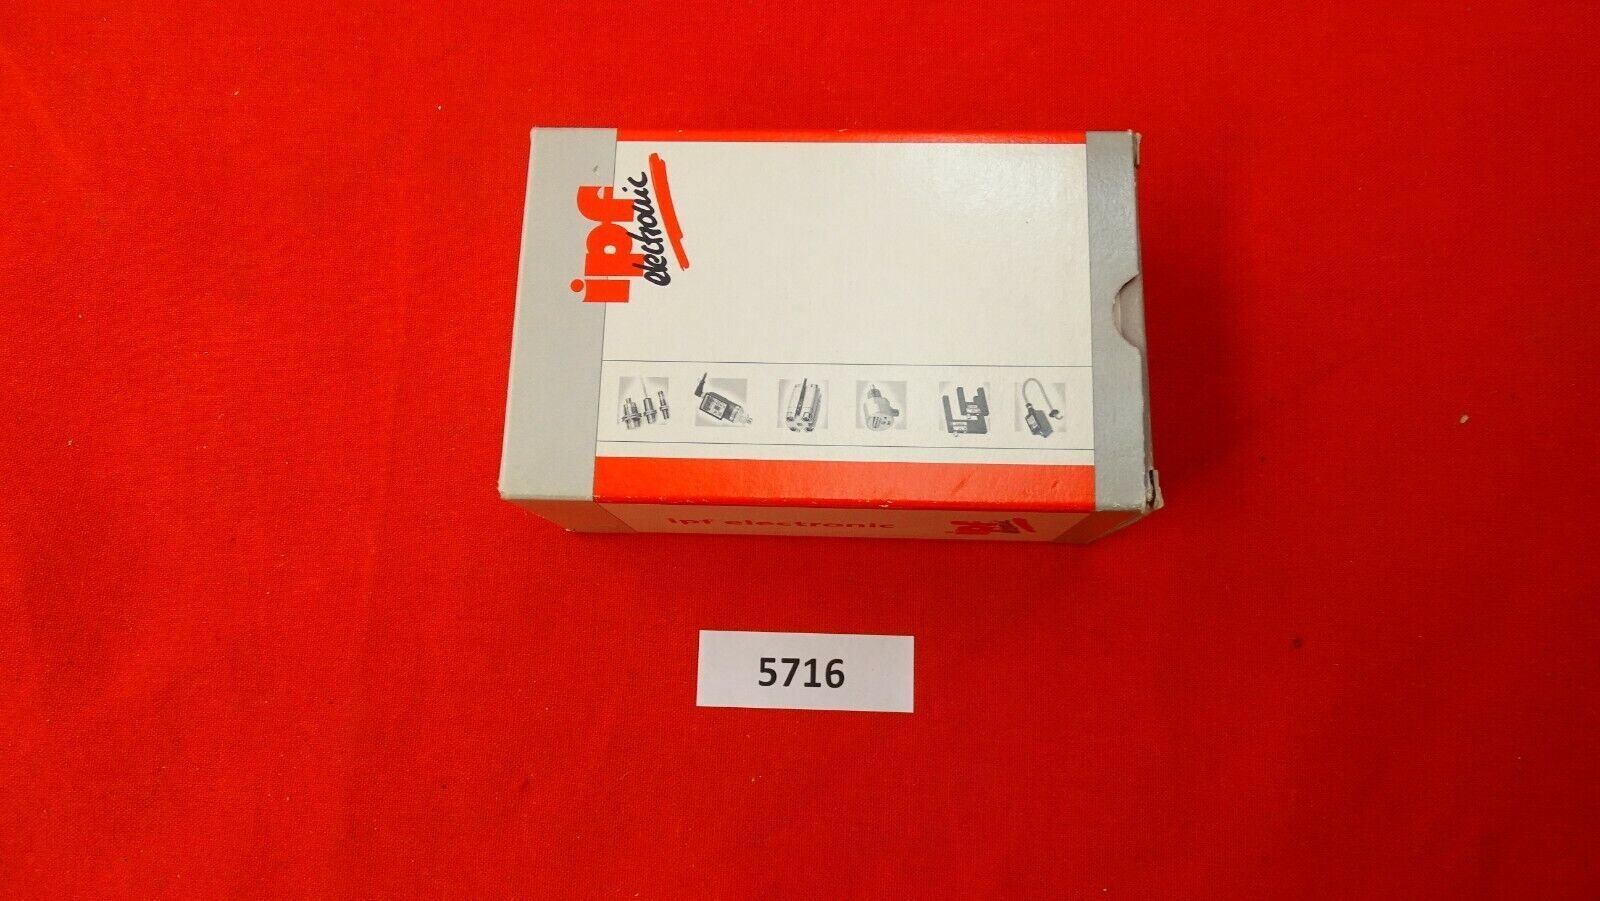 ipf
electronic
ipf electronic
5716